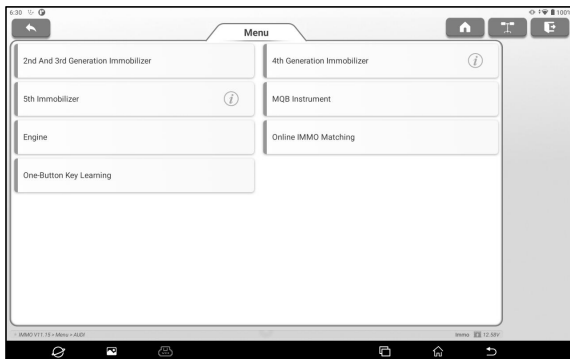 6:30
100%
Menu
2nd And 3rd Generation Immobilizer
4th Generation Immobilizer
5th Immobilizer
MQB Instrument
Engine
Online IMMO Matching
One-Button Key Learning
IMMO V11.15 > Menu > AUDI
immo 12.58V